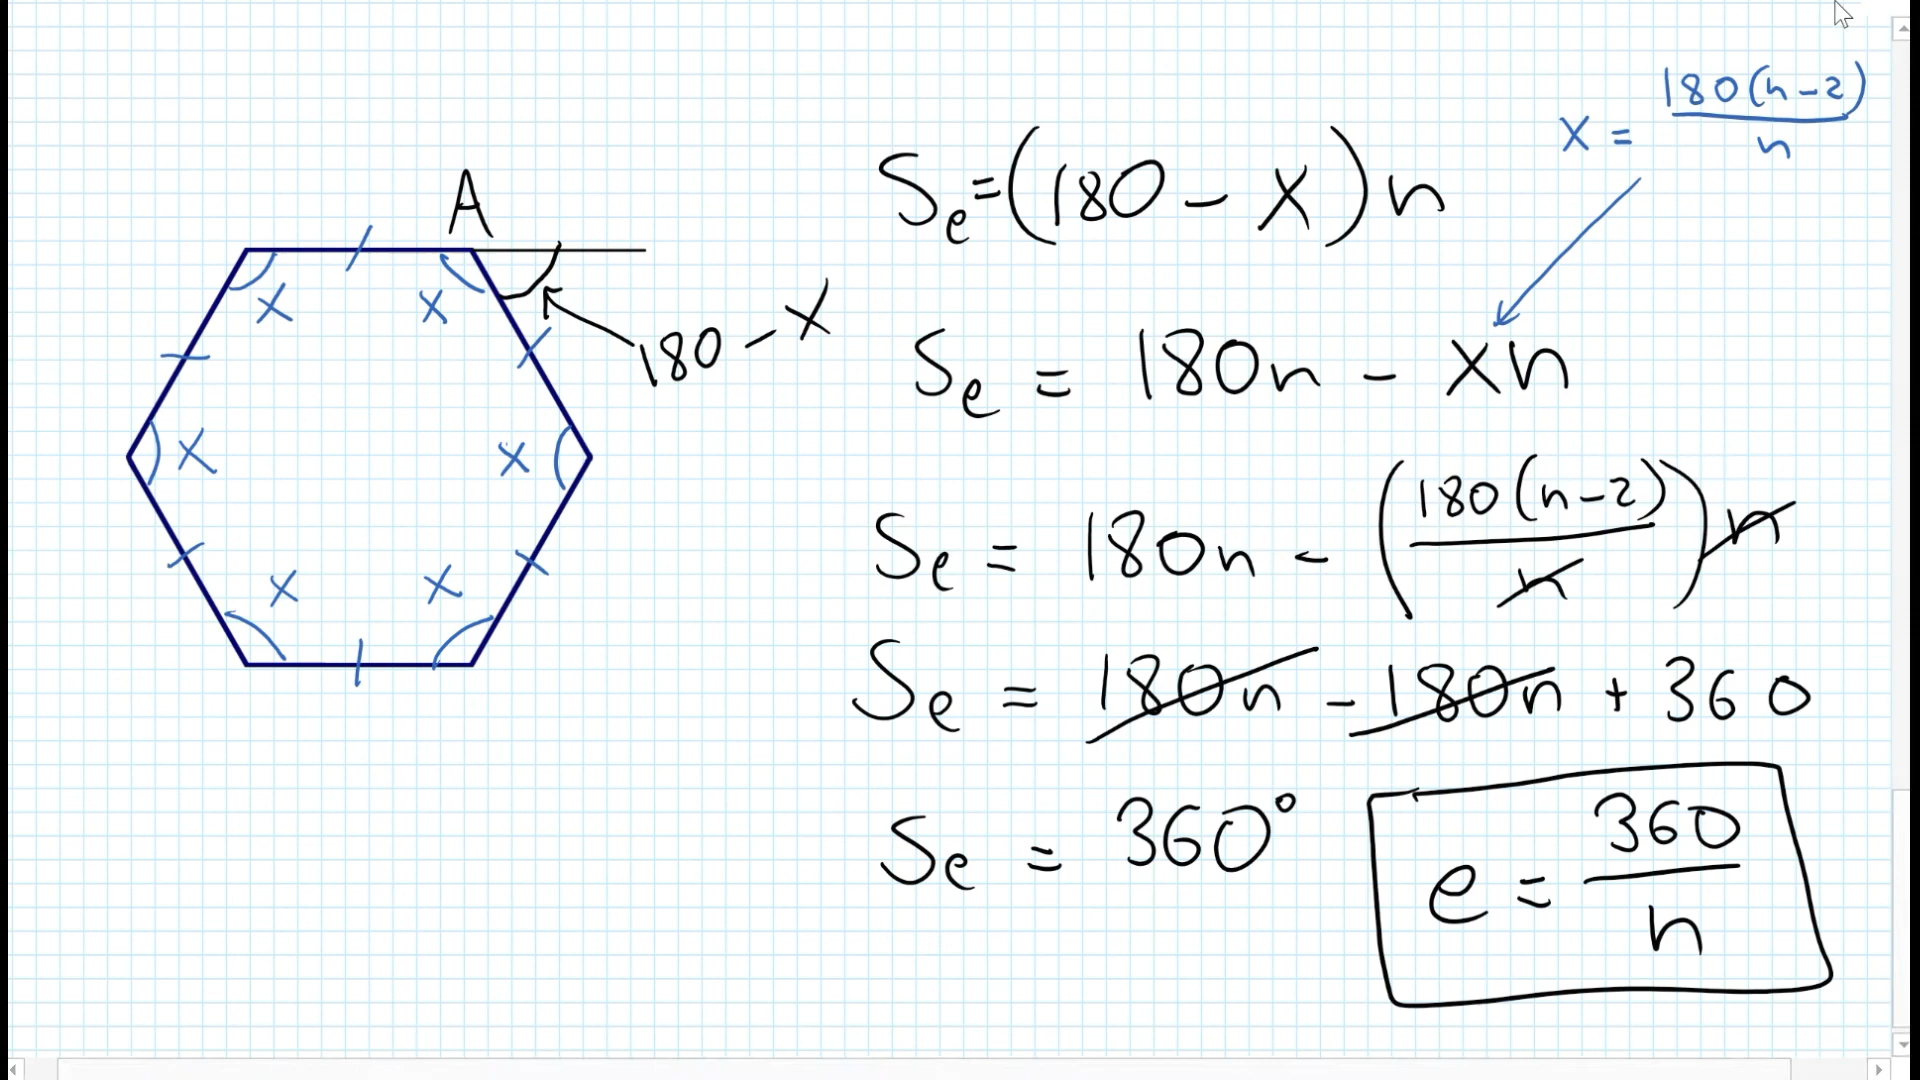 A
x x
180 - x
x x
x x
x = 180(n-2)/n
Se = (180 - x)n
Se = 180n - xn
Se = 180n - (180(n-2)/n)n
Se = 180n - 180n + 360
Se = 360°
e = 360/n